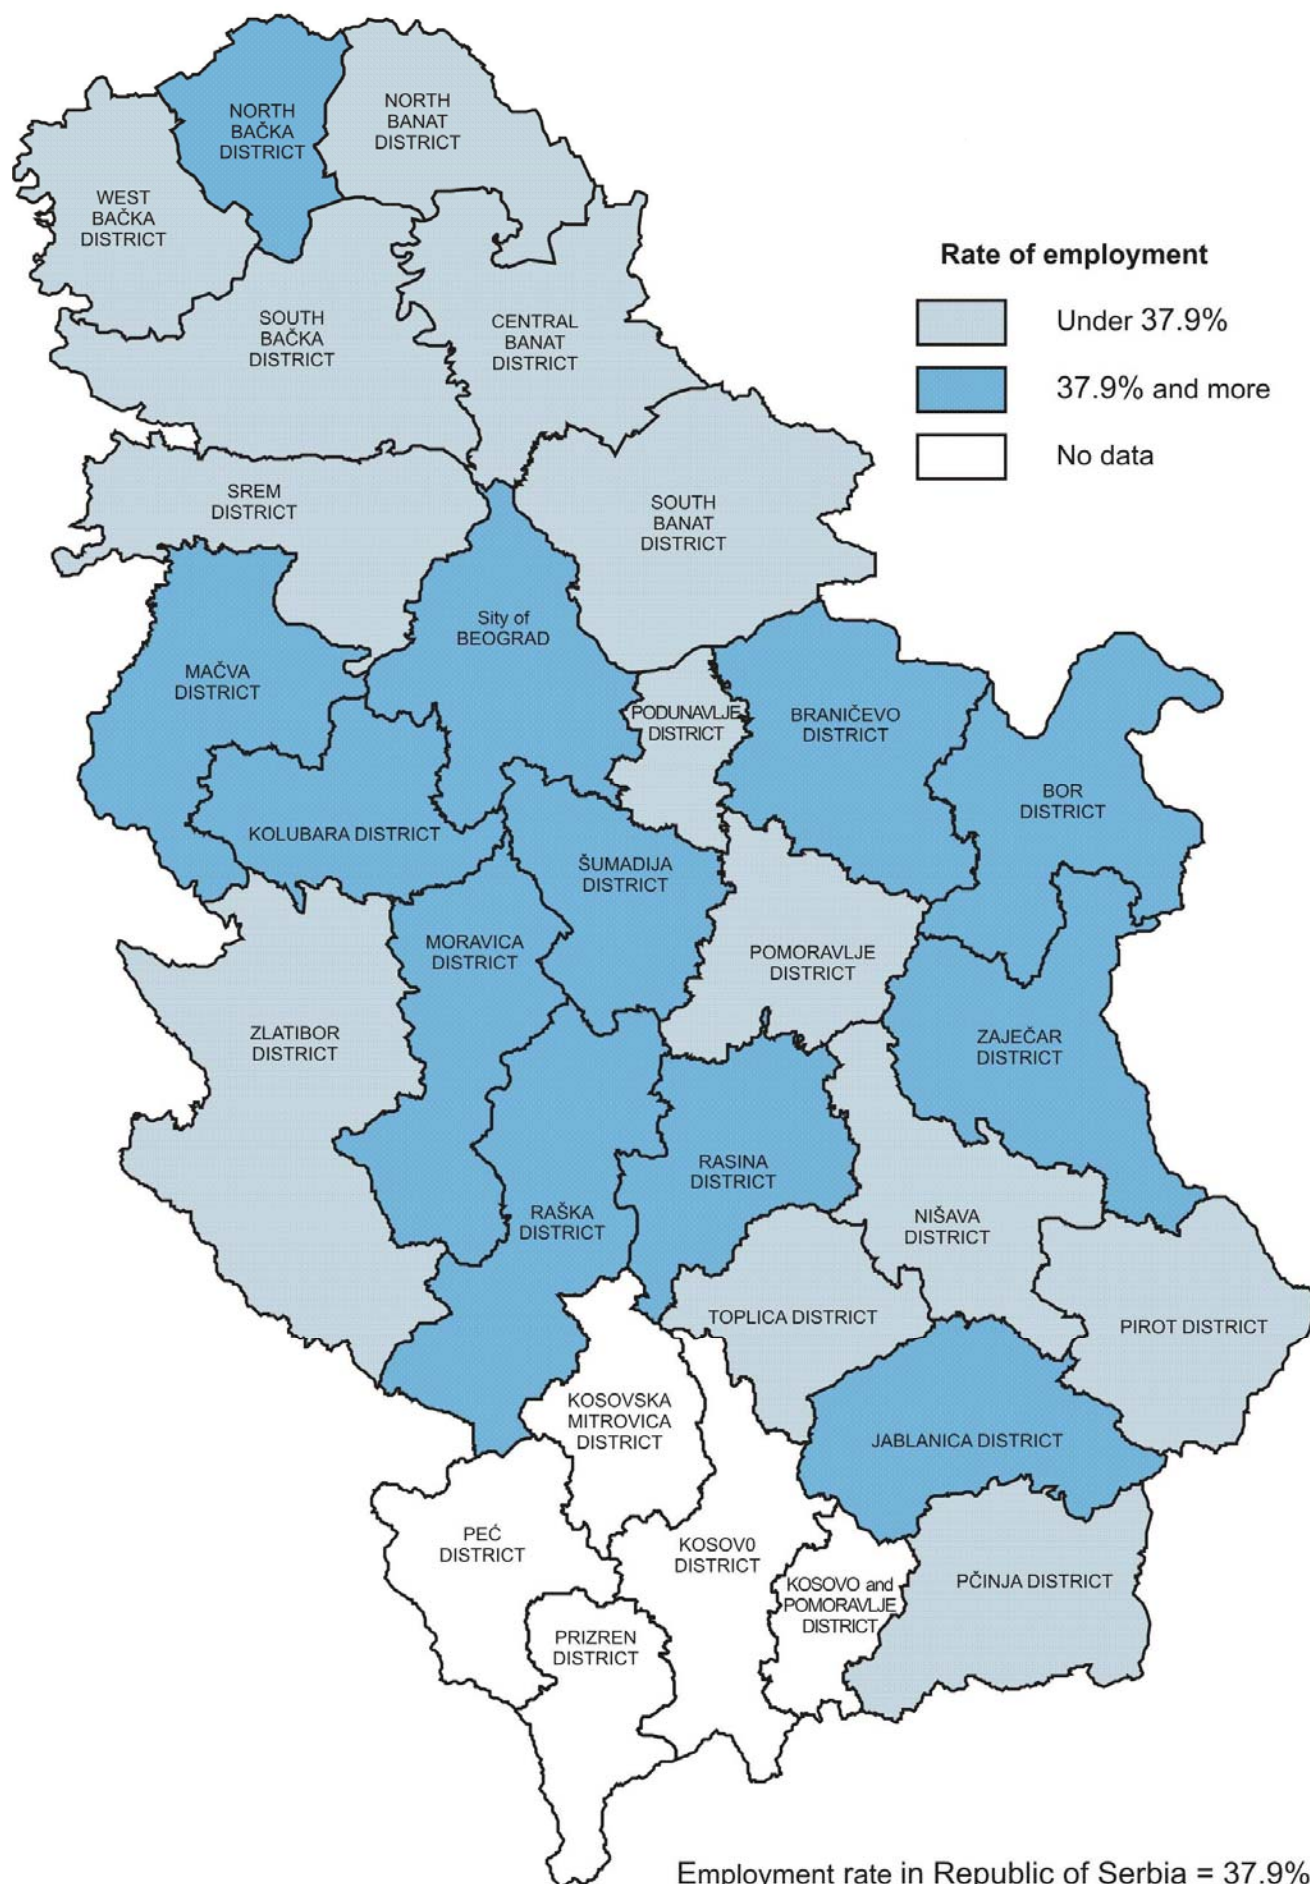 NORTH
BAČKA
DISTRICT
NORTH
BANAT
DISTRICT
WEST
BAČKA
DISTRICT
Rate of employment
Under 37.9%
37.9% and more
No data
SOUTH
BAČKA
DISTRICT
CENTRAL
BANAT
DISTRICT
SREM
DISTRICT
SOUTH
BANAT
DISTRICT
Sity of
BEOGRAD
MAČVA
DISTRICT
PODUNAVLJE
DISTRICT
BRANIČEVO
DISTRICT
BOR
DISTRICT
KOLUBARA DISTRICT
ŠUMADIJA
DISTRICT
MORAVICA
DISTRICT
POMORAVLJE
DISTRICT
ZLATIBOR
DISTRICT
ZAJEČAR
DISTRICT
RASINA
DISTRICT
RAŠKA
DISTRICT
NIŠAVA
DISTRICT
TOPLICA DISTRICT
PIROT DISTRICT
KOSOVSKA
MITROVICA
DISTRICT
JABLANICA DISTRICT
PEĆ
DISTRICT
KOSOV0
DISTRICT
KOSOVO and
POMORAVLJE
DISTRICT
PČINJA DISTRICT
PRIZREN
DISTRICT
Employment rate in Republic of Serbia = 37.9%